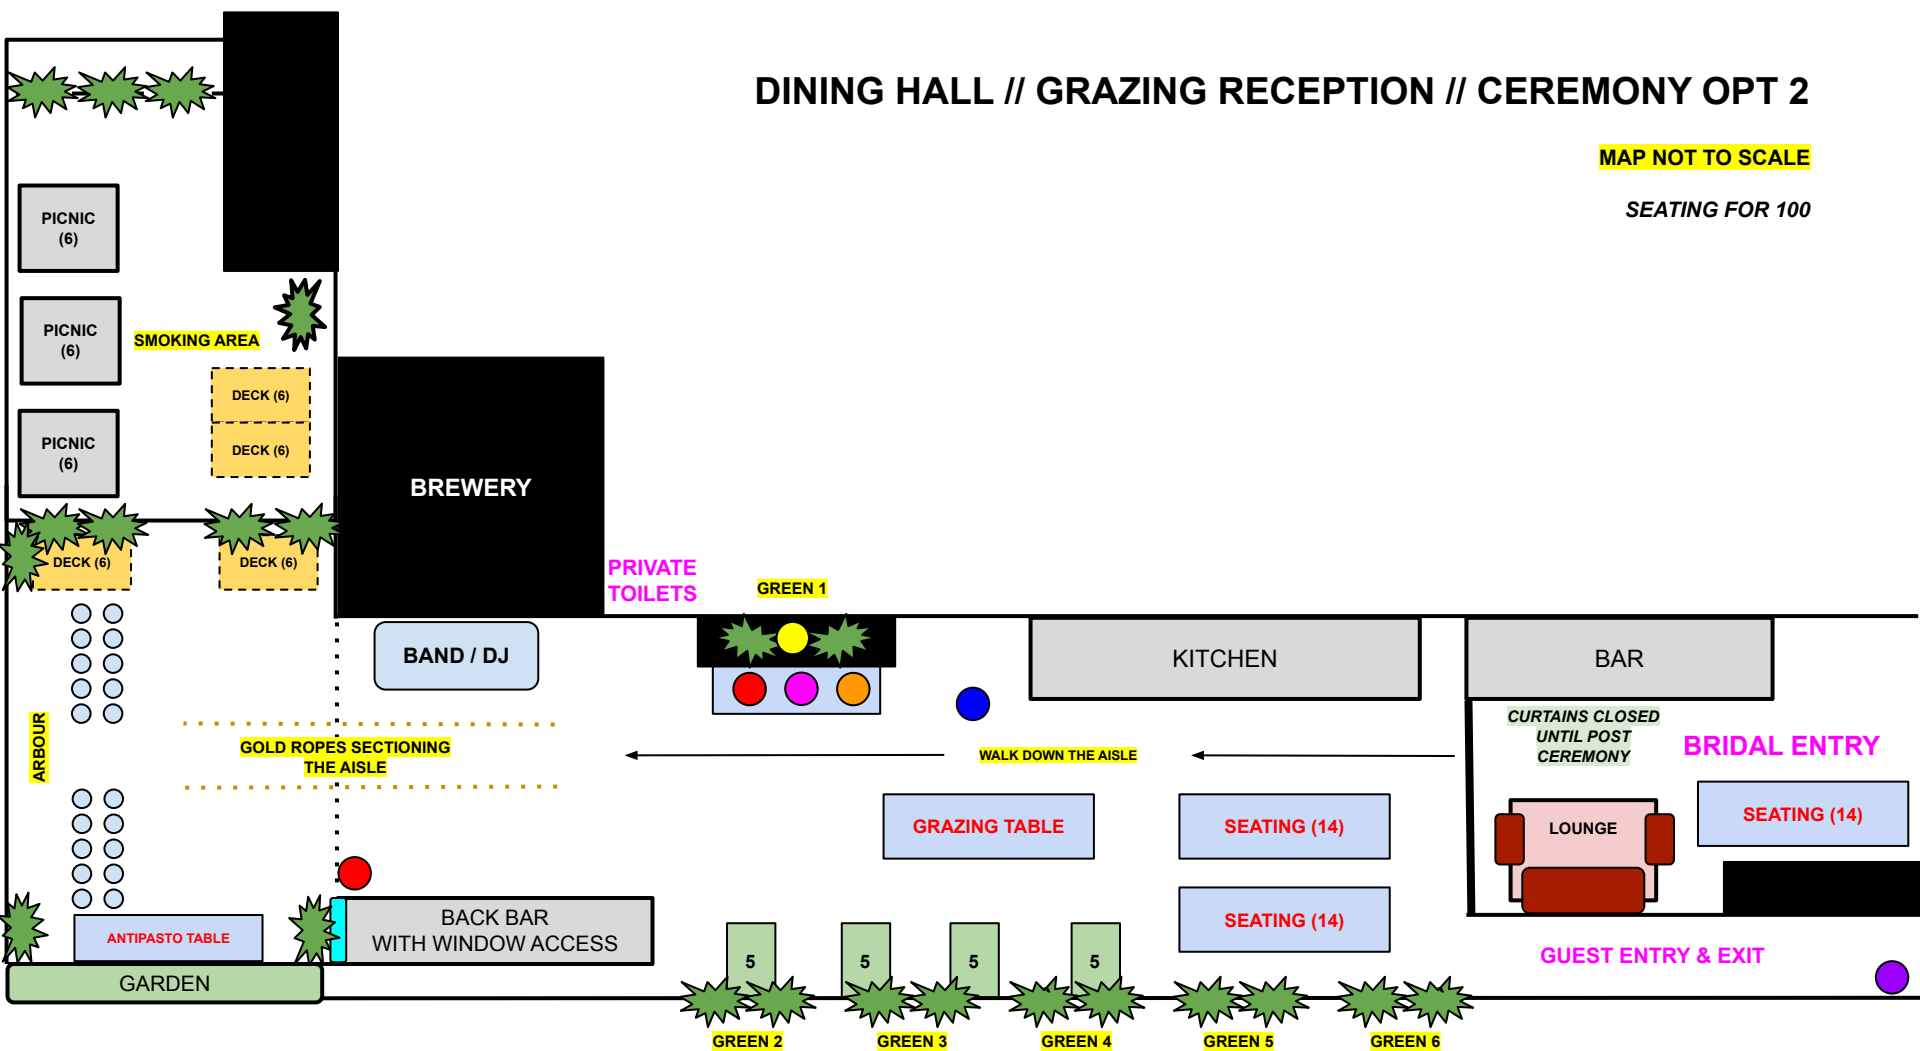 DINING HALL // GRAZING RECEPTION // CEREMONY OPT 2
MAP NOT TO SCALE
SEATING FOR 100
PICNIC
(6)
PICNIC
(6)
SMOKING AREA
DECK (6)
DECK (6)
PICNIC
(6)
BREWERY
DECK (6)
DECK (6)
PRIVATE
TOILETS
GREEN 1
BAND / DJ
KITCHEN
BAR
ARBOUR
GOLD ROPES SECTIONING
THE AISLE
WALK DOWN THE AISLE
CURTAINS CLOSED
UNTIL POST
CEREMONY
BRIDAL ENTRY
GRAZING TABLE
SEATING (14)
LOUNGE
SEATING (14)
ANTIPASTO TABLE
BACK BAR
WITH WINDOW ACCESS
SEATING (14)
5
5
5
5
GUEST ENTRY & EXIT
GARDEN
GREEN 2
GREEN 3
GREEN 4
GREEN 5
GREEN 6